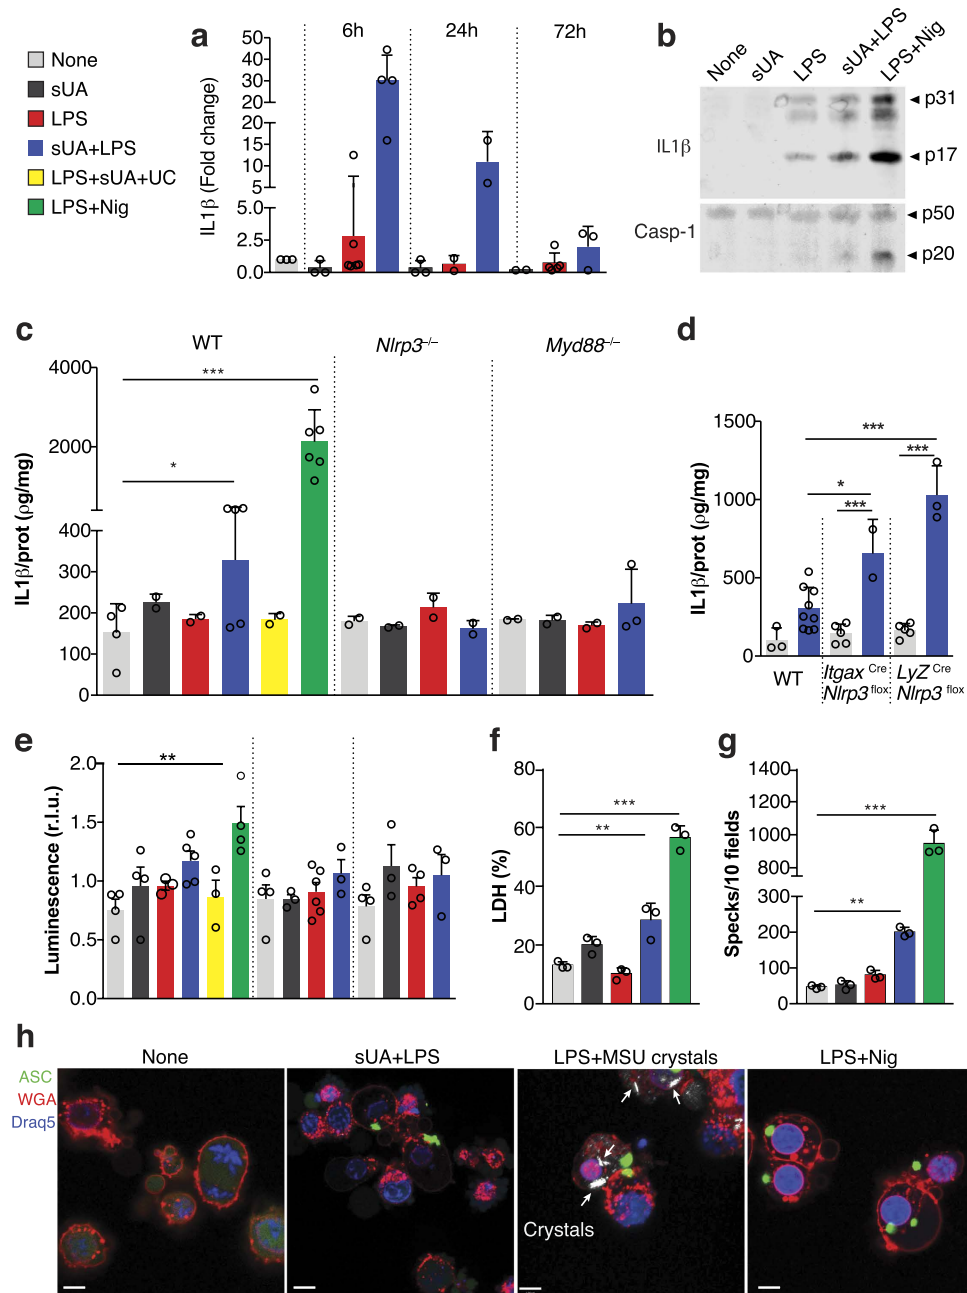 None
sUA
LPS
sUA+LPS
LPS+sUA+UC
LPS+Nig
a
6h
24h
72h
IL1β (Fold change)
50
40
30
20
15
10
5
5.0
2.5
0.0
b
None
sUA
LPS
sUA+LPS
LPS+Nig
IL1β
p31
p17
Casp-1
p50
p20
c
WT
Nlrp3–/–
Myd88–/–
IL1β/prot (ρg/mg)
4000
2000
400
300
200
100
0
***
*
d
IL1β/prot (ρg/mg)
1500
1000
500
0
***
***
*
***
WT
Itgax Cre
Nlrp3 flox
LyZ Cre
Nlrp3 flox
e
Luminescence (r.l.u.)
2.0
1.5
1.0
0.5
0.0
**
f
LDH (%)
80
60
40
20
0
***
**
g
Specks/10 fields
1400
1200
1000
800
300
200
100
0
***
**
h
None
sUA+LPS
LPS+MSU crystals
LPS+Nig
ASC
WGA
Draq5
Crystals